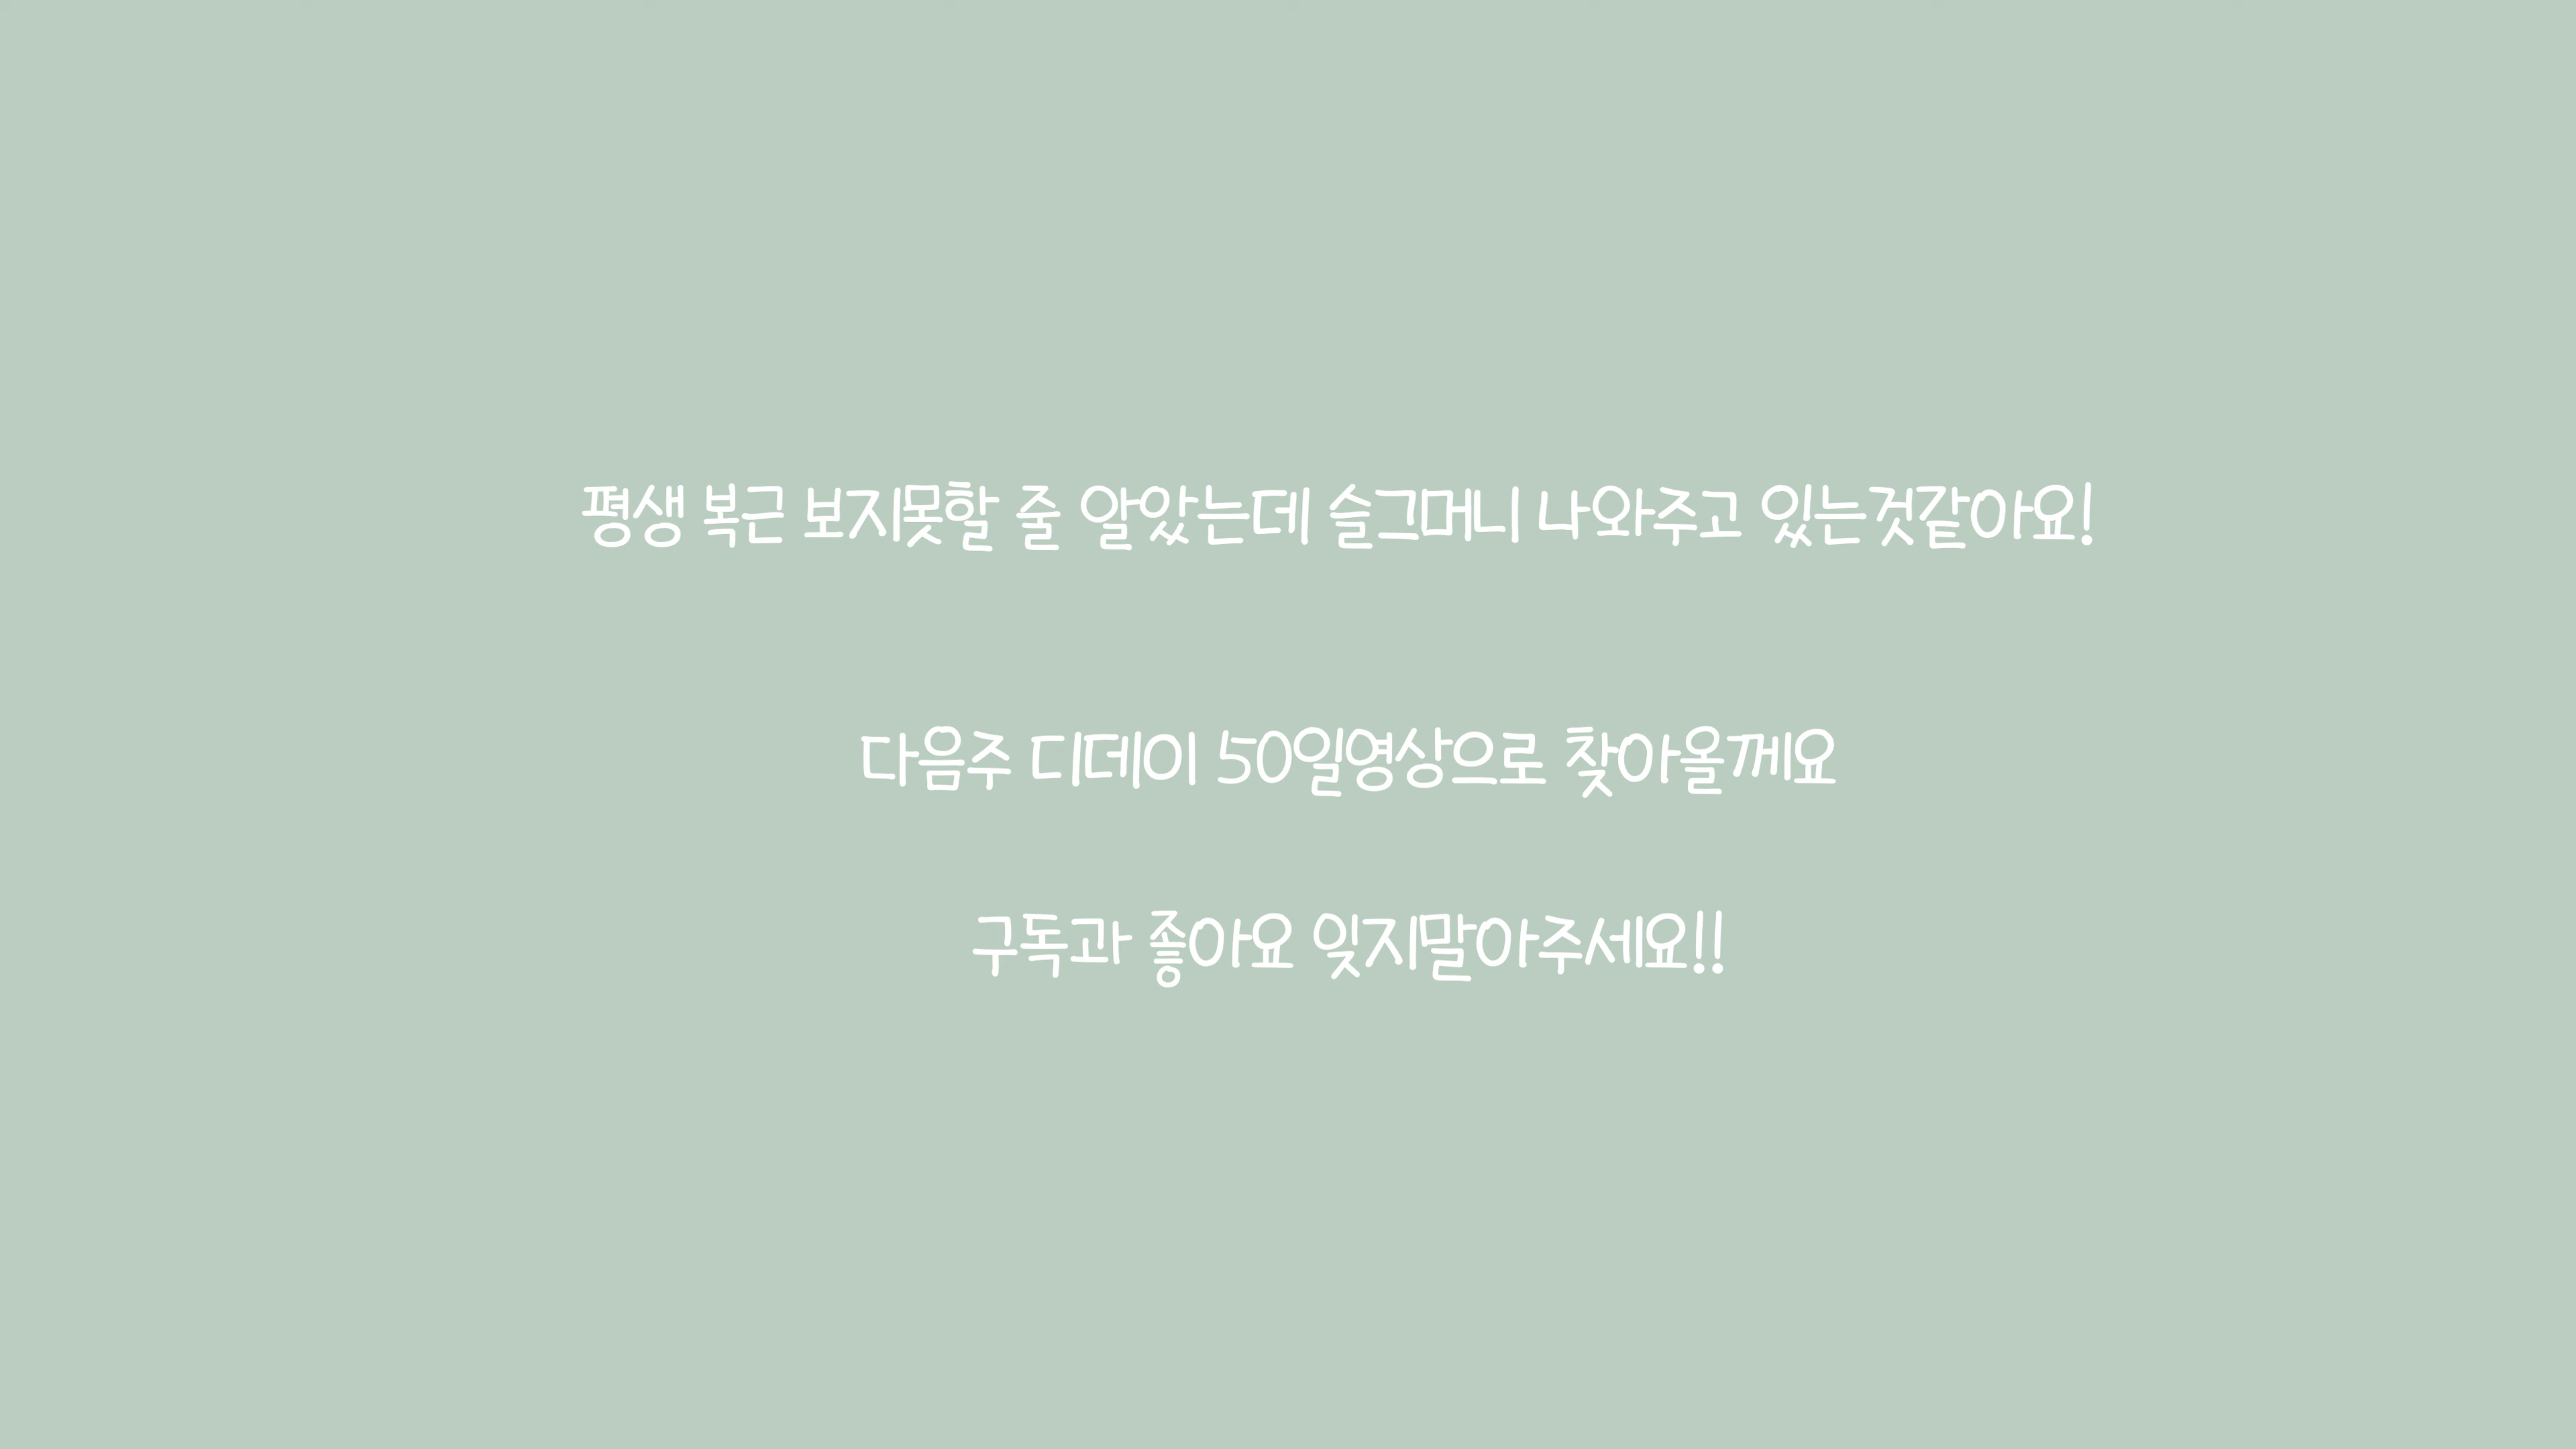 평생 복근 보지못할 줄 알았는데 슬그머니 나와주고 있는것같아요!
다음주 디데이 50일영상으로 찾아올께요
구독과 좋아요 잊지말아주세요!!